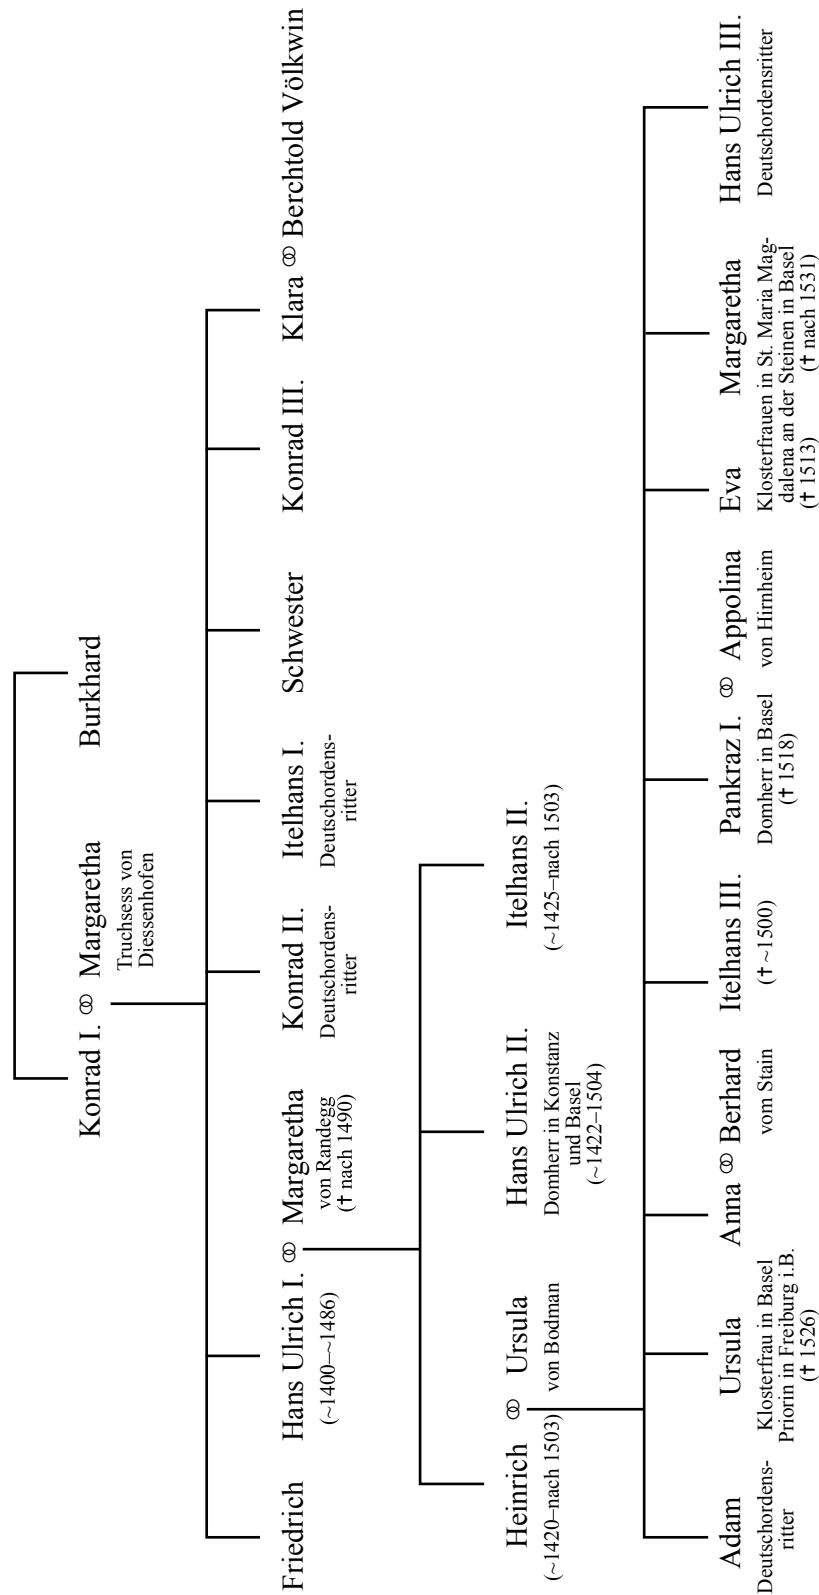 Konrad I. ⚭ Margaretha
Truchsess von
Diessenhofen
Burkhard
Friedrich
Hans Ulrich I. ⚭ Margaretha
(~1400–~1486)
von Randegg
(† nach 1490)
Konrad II.
Deutschordens-
ritter
Itelhans I.
Deutschordens-
ritter
Schwester
Konrad III.
Klara ⚭ Berchtold Völkwin
Heinrich ⚭ Ursula
(~1420–nach 1503)
von Bodman
Hans Ulrich II.
Domherr in Konstanz
und Basel
(~1422–1504)
Itelhans II.
(~1425–nach 1503)
Adam
Deutschordens-
ritter
Ursula
Klosterfrau in Basel
Priorin in Freiburg i.B.
(† 1526)
Anna ⚭ Berhard
vom Stain
Itelhans III.
(† ~1500)
Pankraz I. ⚭ Appolina
Domherr in Basel
(† 1518)
von Hirnheim
Eva
Margaretha
Klosterfrauen in St. Maria Mag-
dalena an der Steinen in Basel
(† 1513)
(† nach 1531)
Hans Ulrich III.
Deutschordensritter